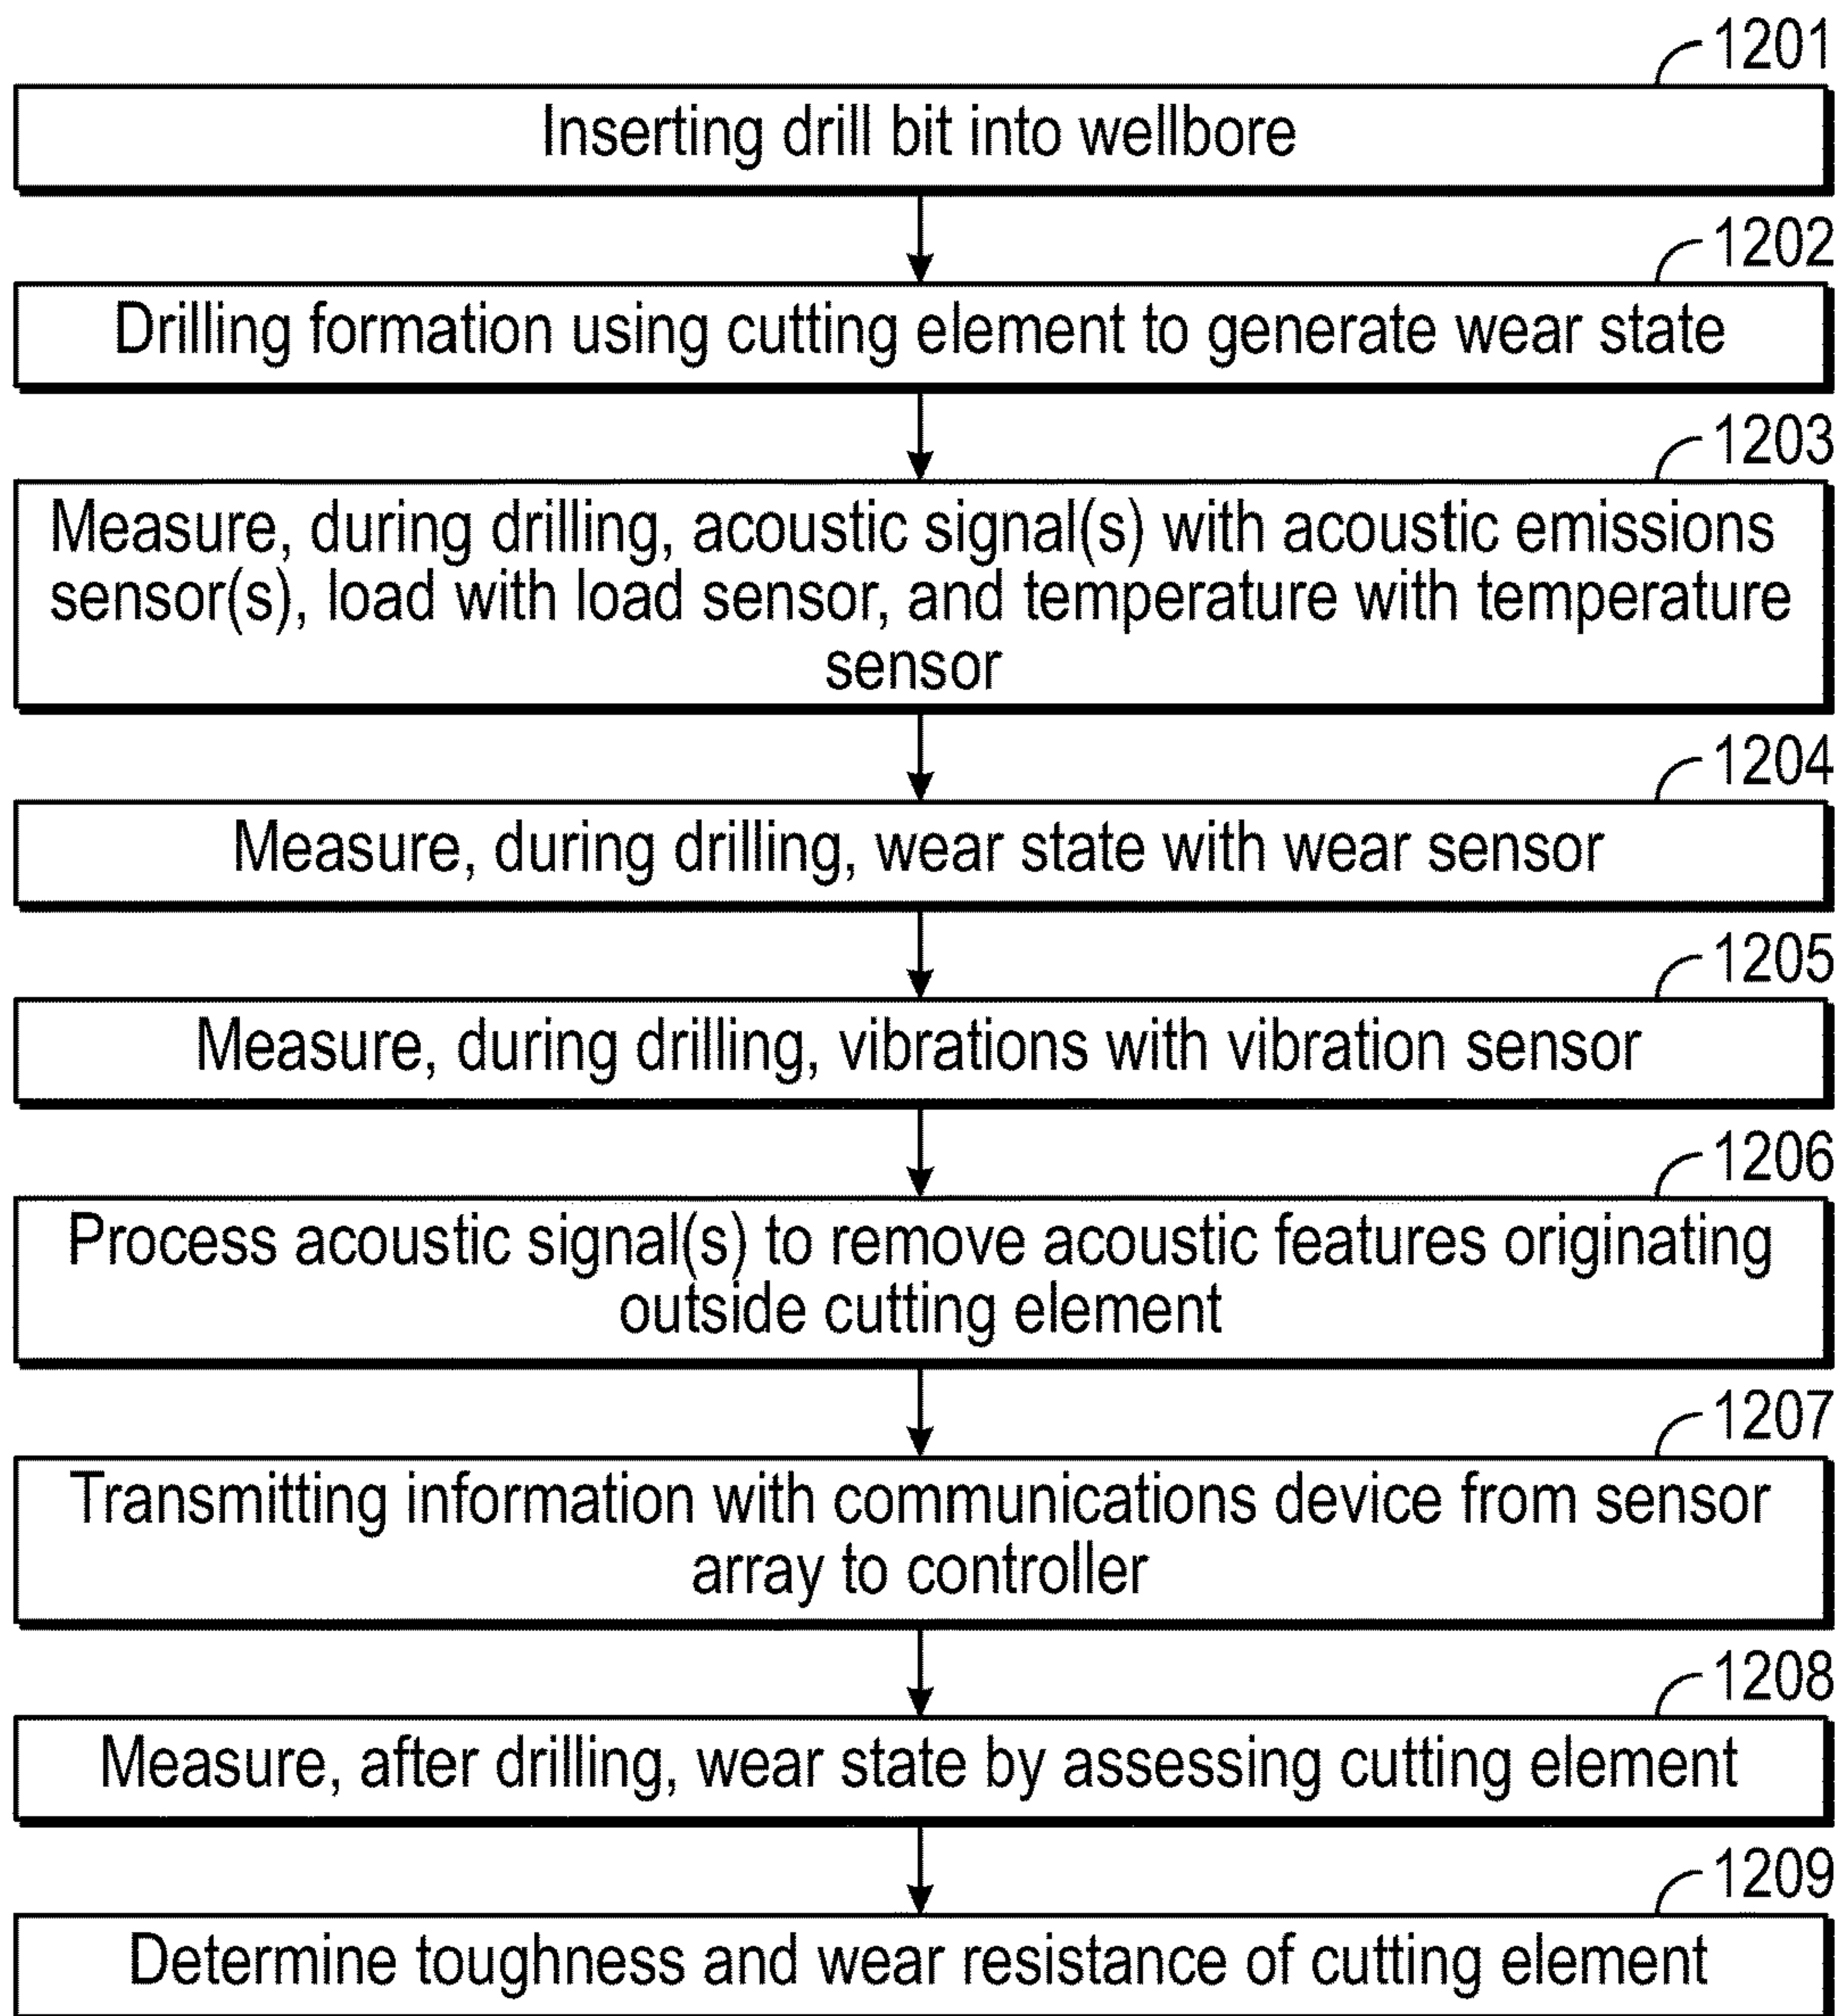 1201
Inserting drill bit into wellbore
1202
Drilling formation using cutting element to generate wear state
1203
Measure, during drilling, acoustic signal(s) with acoustic emissions
sensor(s), load with load sensor, and temperature with temperature
sensor
1204
Measure, during drilling, wear state with wear sensor
1205
Measure, during drilling, vibrations with vibration sensor
1206
Process acoustic signal(s) to remove acoustic features originating
outside cutting element
1207
Transmitting information with communications device from sensor
array to controller
1208
Measure, after drilling, wear state by assessing cutting element
1209
Determine toughness and wear resistance of cutting element